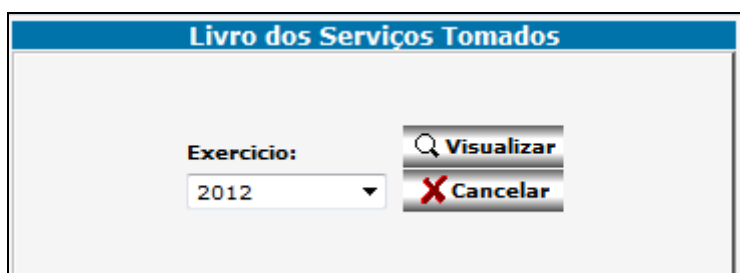 Livro dos Serviços Tomados
Exercicio:
2012
Visualizar
Cancelar